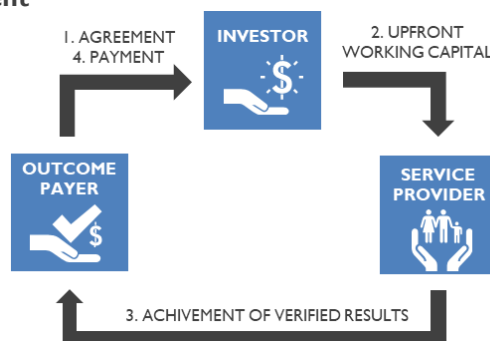 1. AGREEMENT
4. PAYMENT
INVESTOR
$
2. UPFRONT
WORKING CAPITAL
OUTCOME
PAYER
$
SERVICE
PROVIDER
3. ACHIVEMENT OF VERIFIED RESULTS